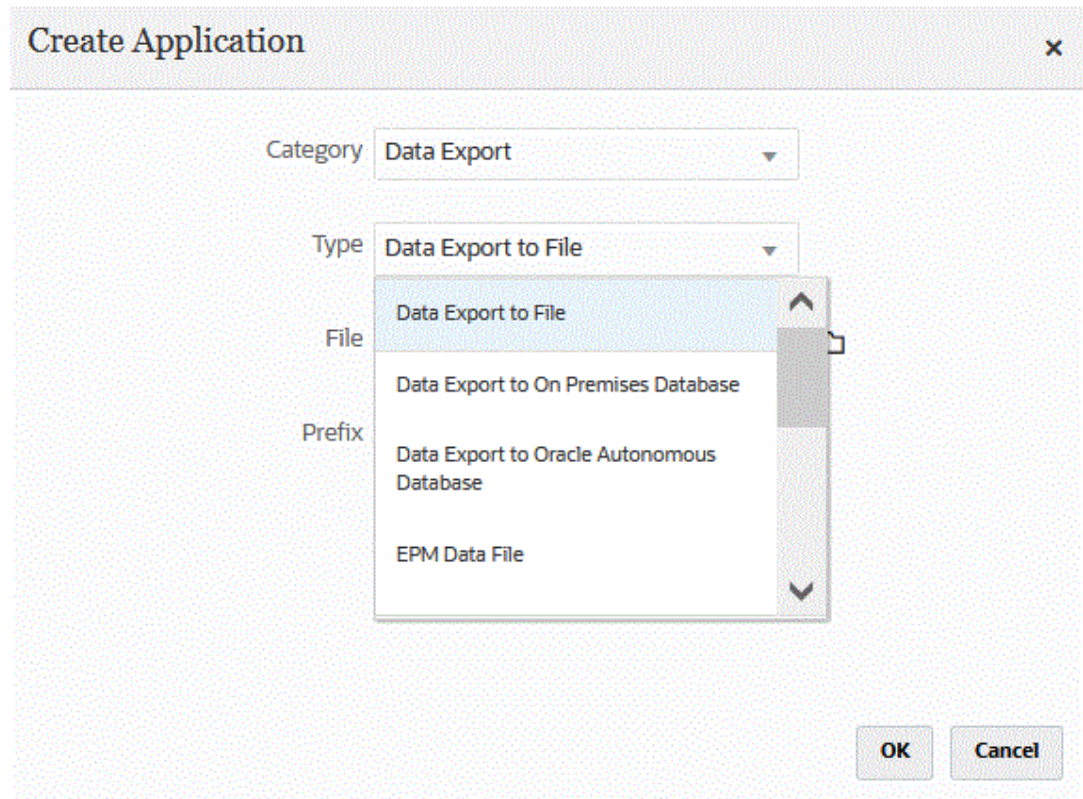 Create Application
Category Data Export
Type Data Export to File
Data Export to File
File
Data Export to On Premises Database
Prefix
Data Export to Oracle Autonomous
Database
EPM Data File
OK Cancel